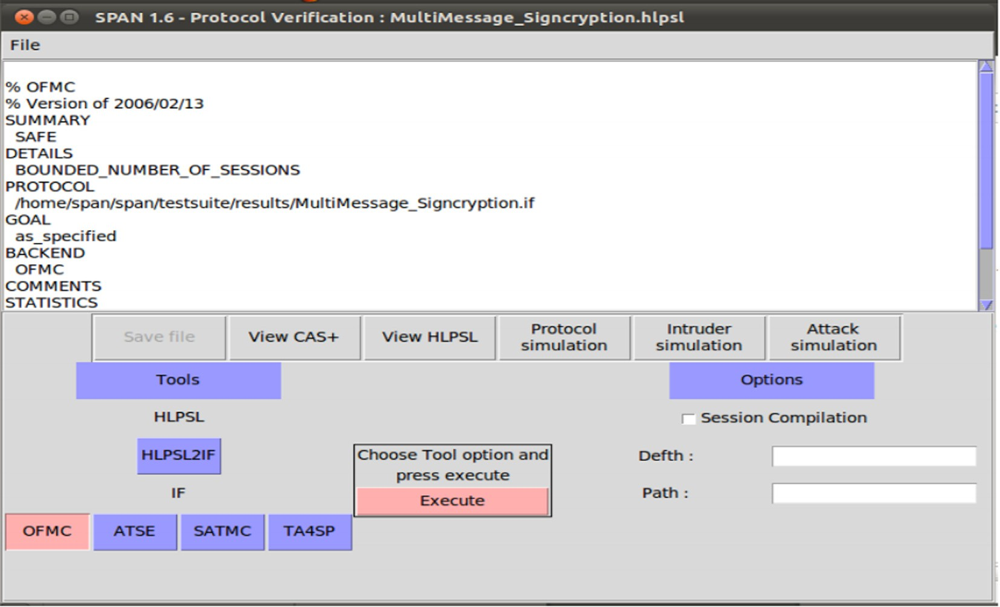 SPAN 1.6 - Protocol Verification : MultiMessage_Signcryption.hlpsl
File
% OFMC
% Version of 2006/02/13
SUMMARY
SAFE
DETAILS
BOUNDED_NUMBER_OF_SESSIONS
PROTOCOL
/home/span/span/testsuite/results/MultiMessage_Signcryption.if
GOAL
as_specified
BACKEND
OFMC
COMMENTS
STATISTICS
Save file
View CAS+
View HLPSL
Protocol
simulation
Intruder
simulation
Attack
simulation
Tools
Options
HLPSL
Session Compilation
HLPSL2IF
Choose Tool option and
press execute
Execute
Defth :
IF
Path :
OFMC
ATSE
SATMC
TA4SP